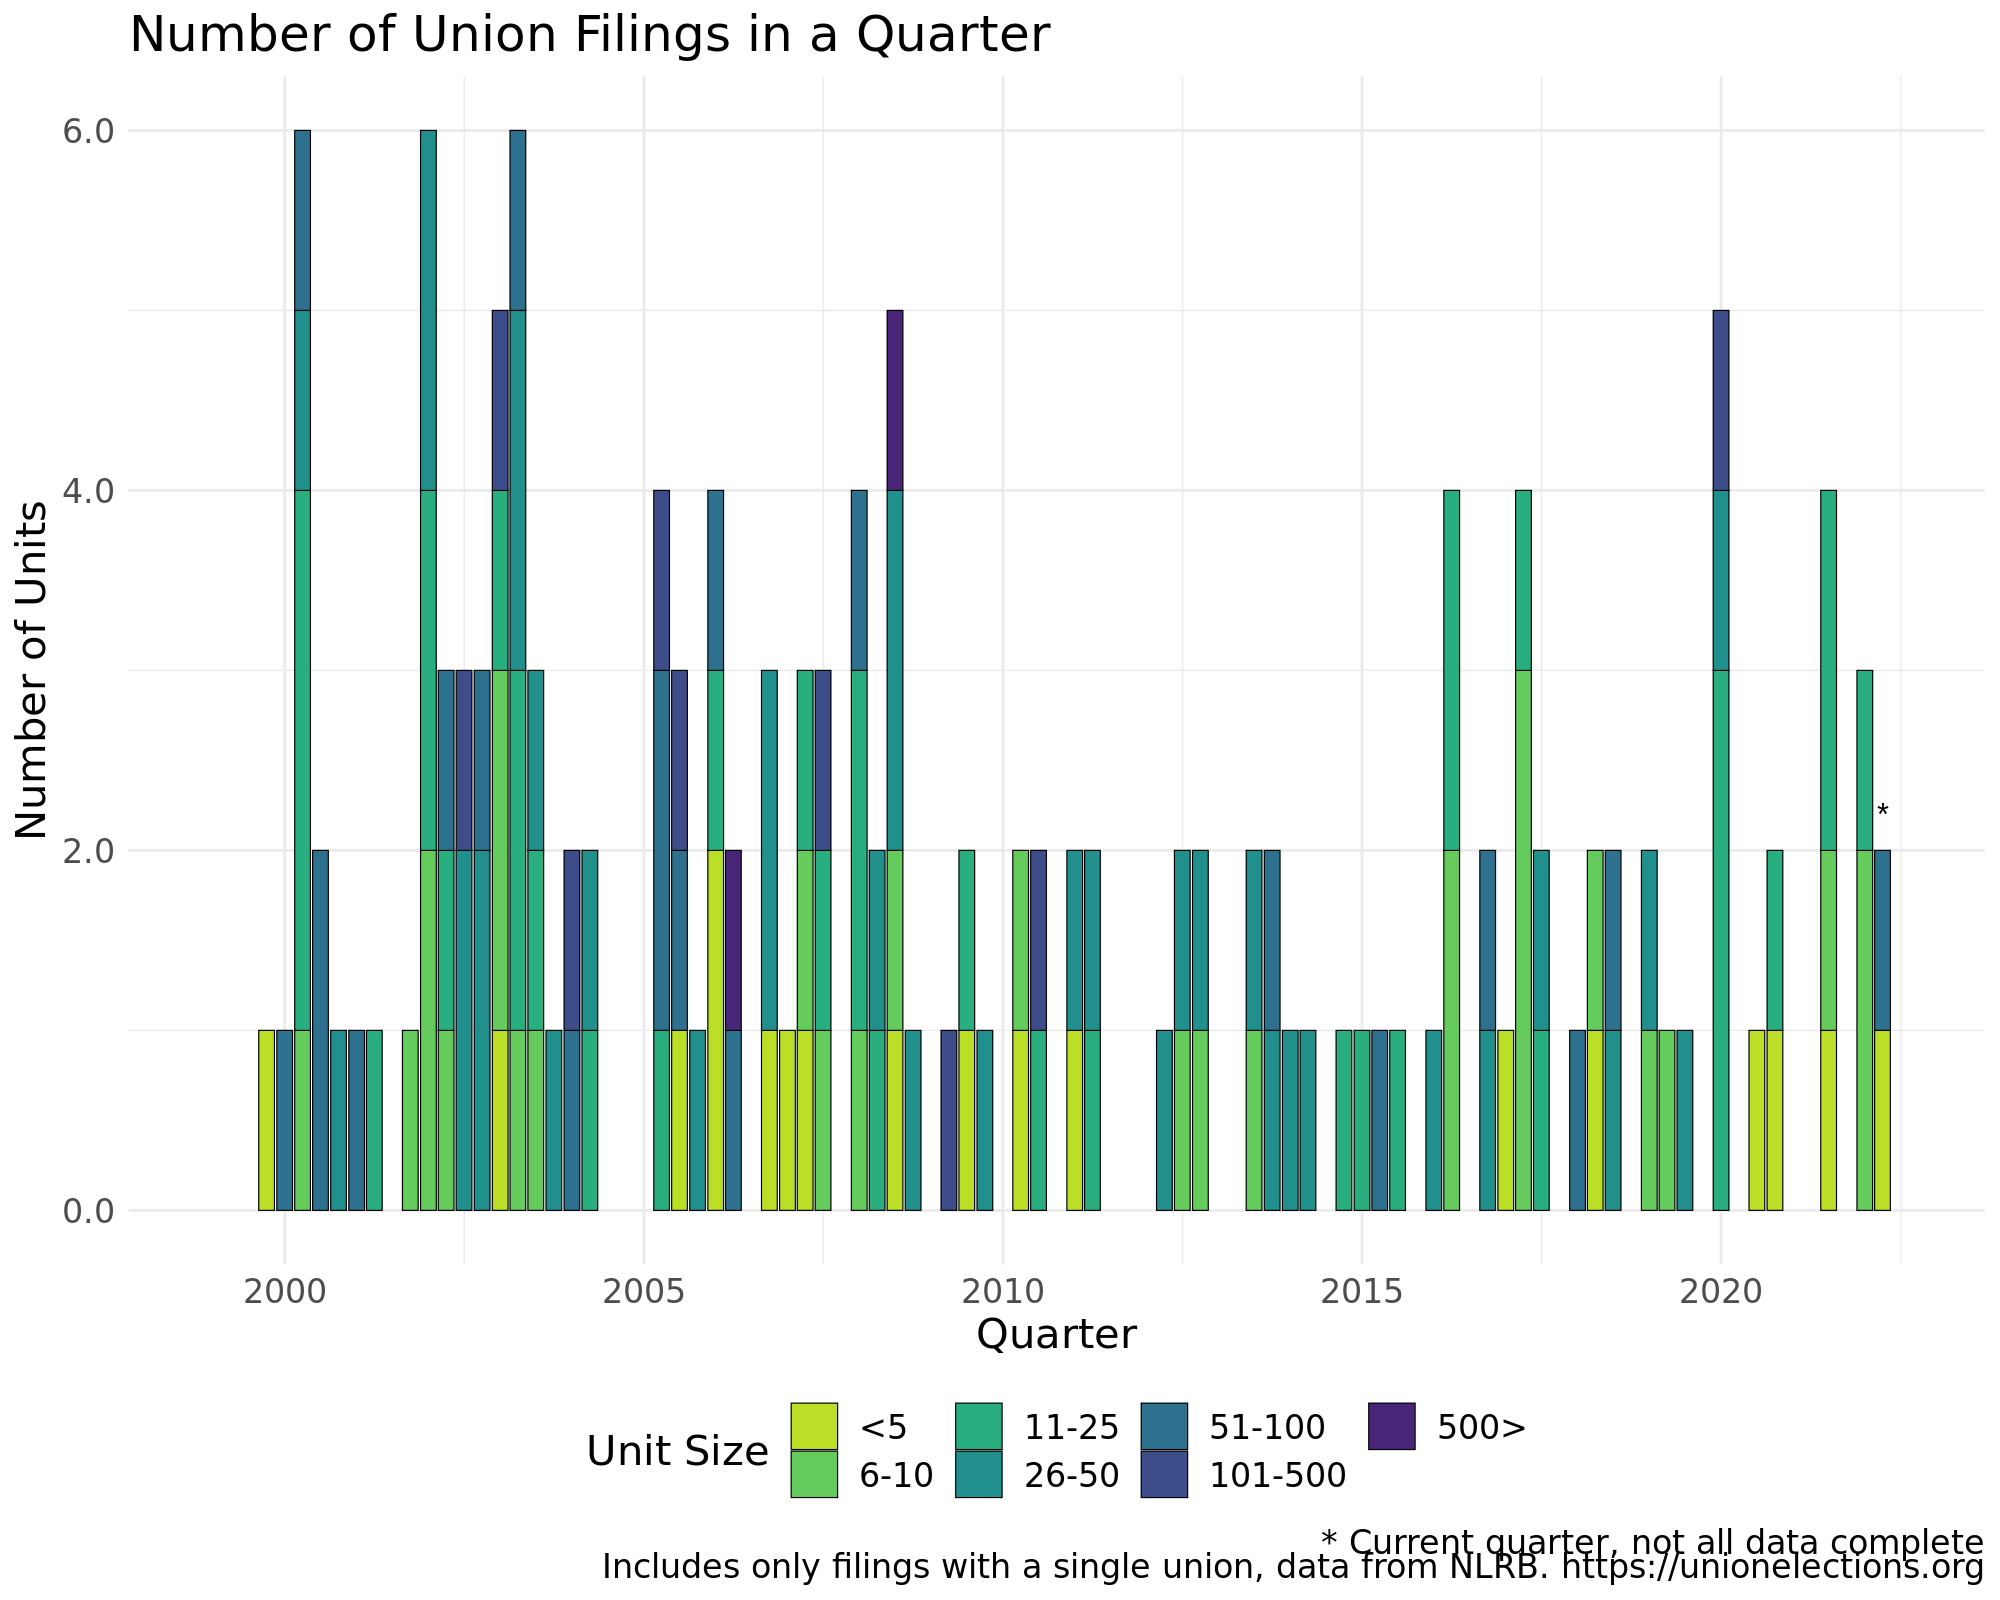 Number of Union Filings in a Quarter
6.0
4.0
2.0
0.0
Number of Units
*
2000 2005 2010 2015 2020
Quarter
Unit Size
<5 11-25 51-100 500>
6-10 26-50 101-500
* Current quarter, not all data complete
Includes only filings with a single union, data from NLRB. https://unionelections.org